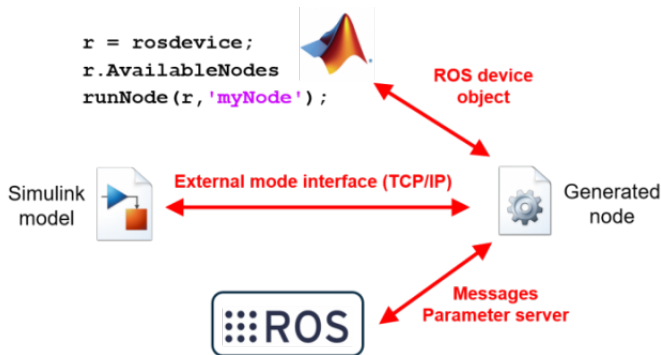 r = rosdevice;
r.AvailableNodes
runNode(r,'myNode');
ROS device
object
External mode interface (TCP/IP)
Simulink
model
Generated
node
Messages
Parameter server
ROS